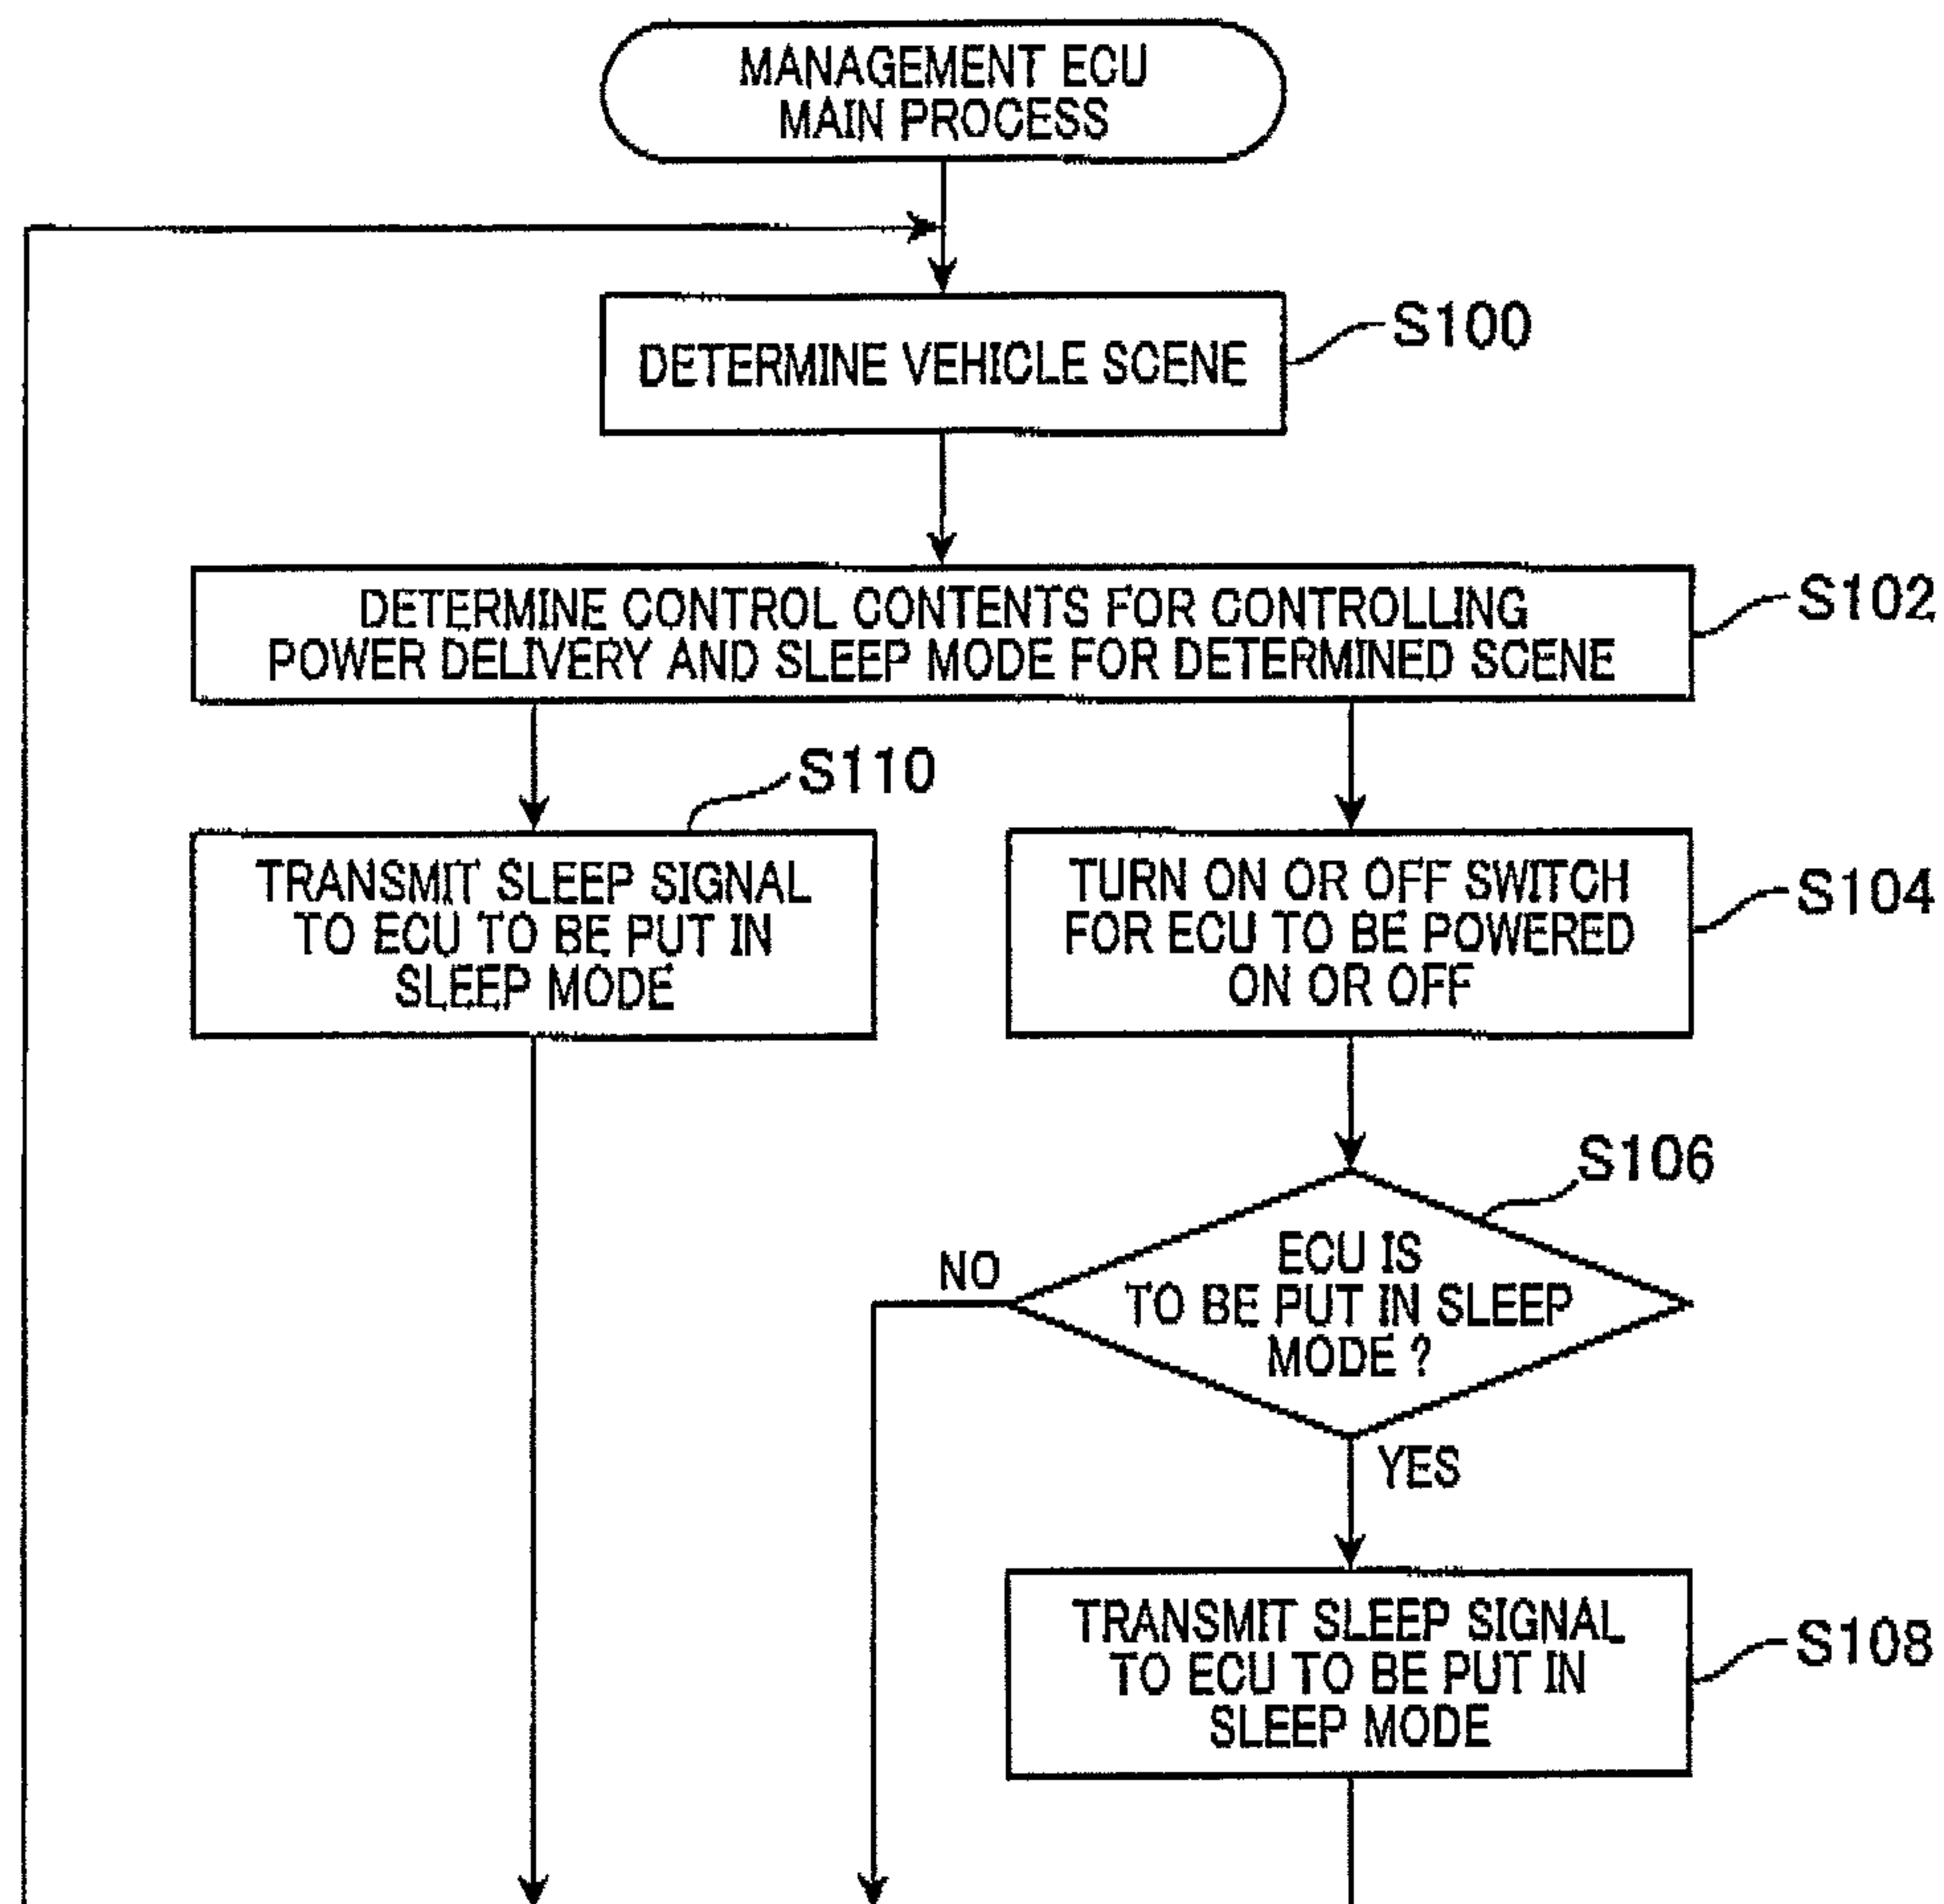 MANAGEMENT ECU
MAIN PROCESS
S100
DETERMINE VEHICLE SCENE
S102
DETERMINE CONTROL CONTENTS FOR CONTROLLING
POWER DELIVERY AND SLEEP MODE FOR DETERMINED SCENE
S110
TRANSMIT SLEEP SIGNAL
TO ECU TO BE PUT IN
SLEEP MODE
S104
TURN ON OR OFF SWITCH
FOR ECU TO BE POWERED
ON OR OFF
S106
ECU IS
TO BE PUT IN SLEEP
MODE ?
NO
YES
S108
TRANSMIT SLEEP SIGNAL
TO ECU TO BE PUT IN
SLEEP MODE